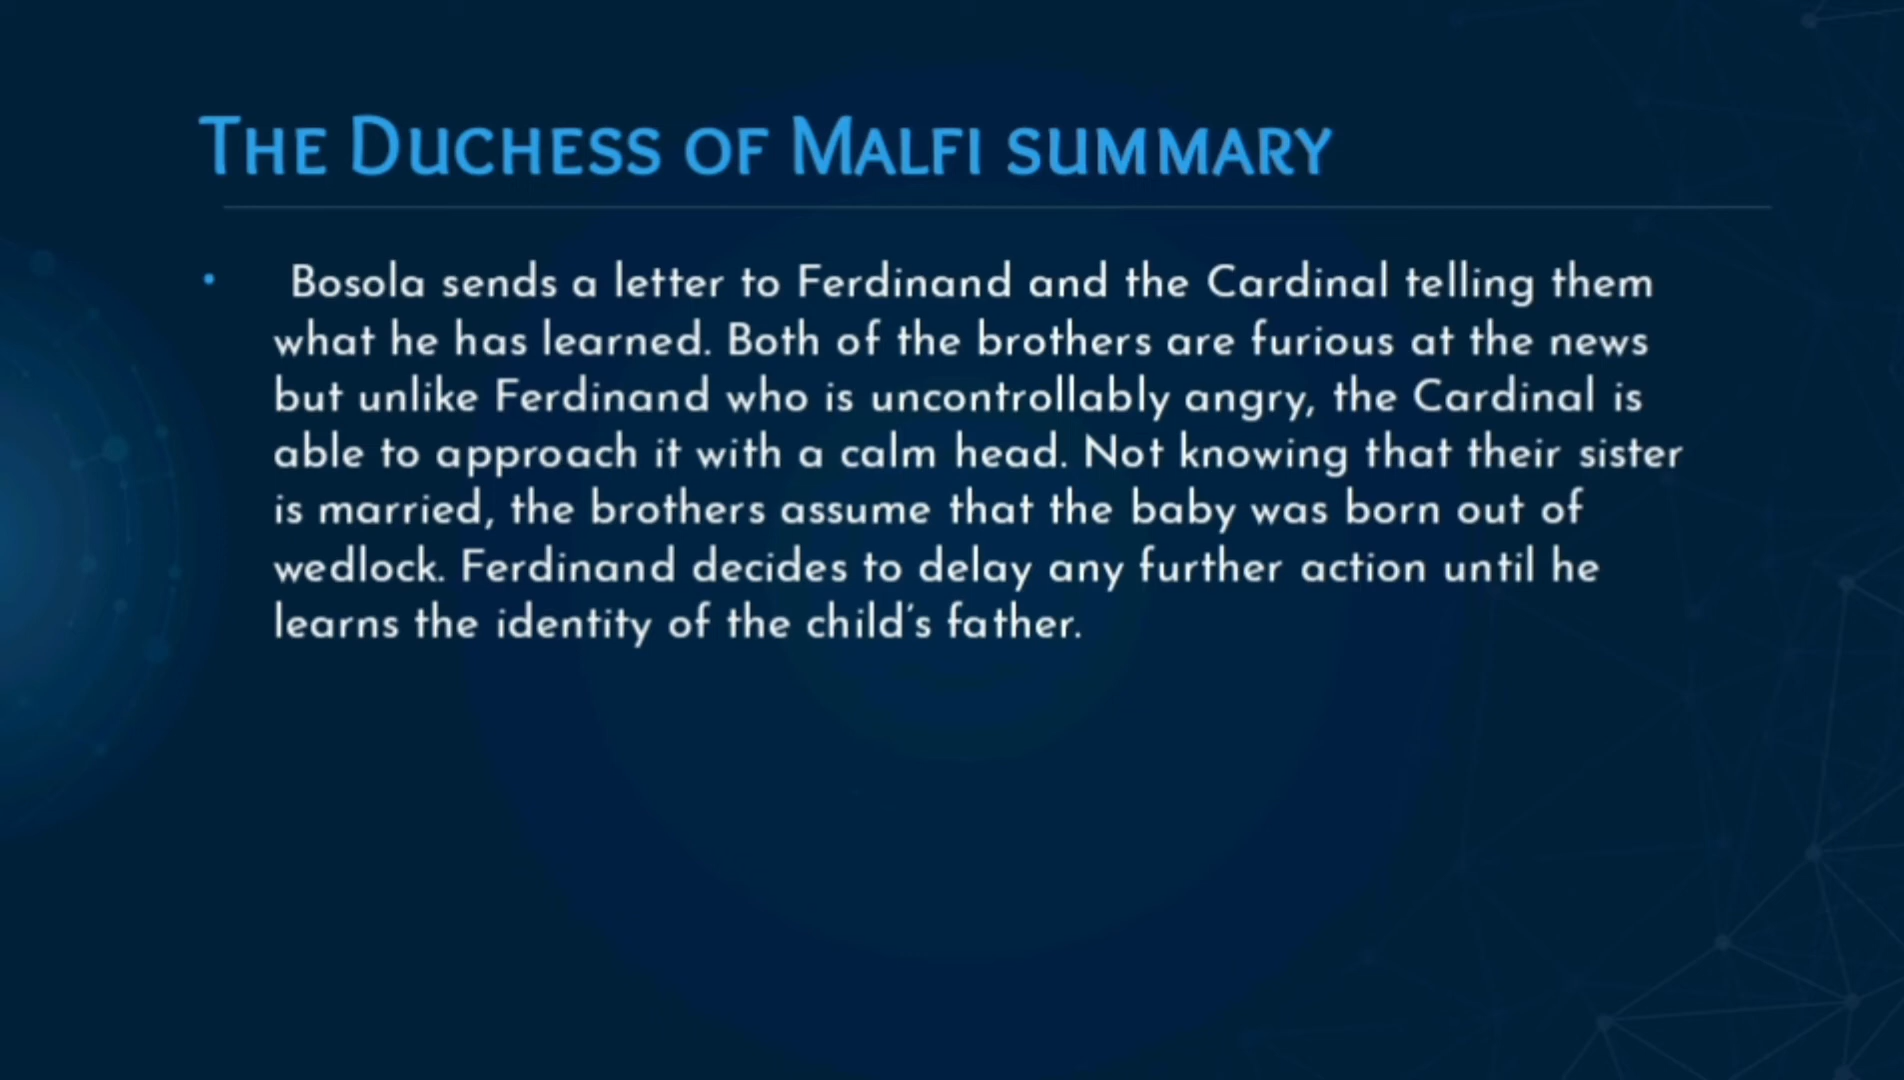 The Duchess of Malfi summary
• Bosola sends a letter to Ferdinand and the Cardinal telling them
what he has learned. Both of the brothers are furious at the news
but unlike Ferdinand who is uncontrollably angry, the Cardinal is
able to approach it with a calm head. Not knowing that their sister
is married, the brothers assume that the baby was born out of
wedlock. Ferdinand decides to delay any further action until he
learns the identity of the child’s father.